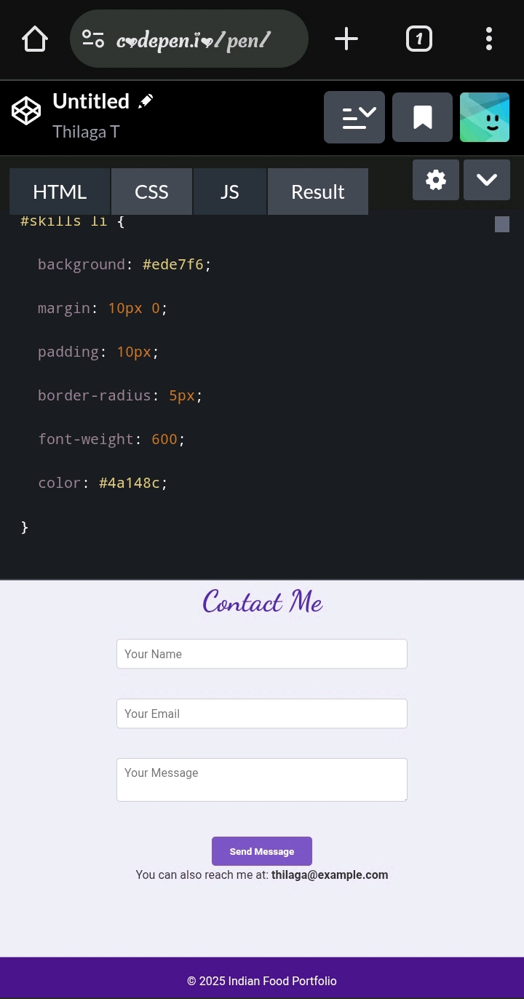 codepen.io/pen/
1
Untitled
Thilaga T
HTML CSS JS Result
#skills li {
background: #ede7f6;
margin: 10px 0;
padding: 10px;
border-radius: 5px;
font-weight: 600;
color: #4a148c;
}
Contact Me
Your Name
Your Email
Your Message
Send Message
You can also reach me at: thilaga@example.com
© 2025 Indian Food Portfolio